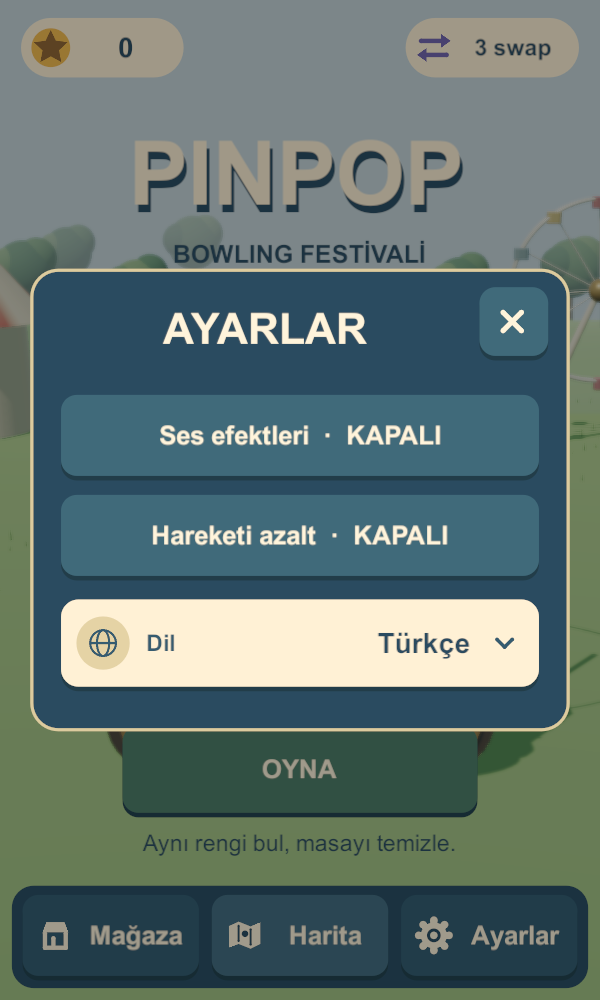 0
3 swap
PINPOP
BOWLING FESTİVALİ
AYARLAR
Ses efektleri · KAPALI
Hareketi azalt · KAPALI
Dil Türkçe
OYNA
Aynı rengi bul, masayı temizle.
Mağaza Harita Ayarlar